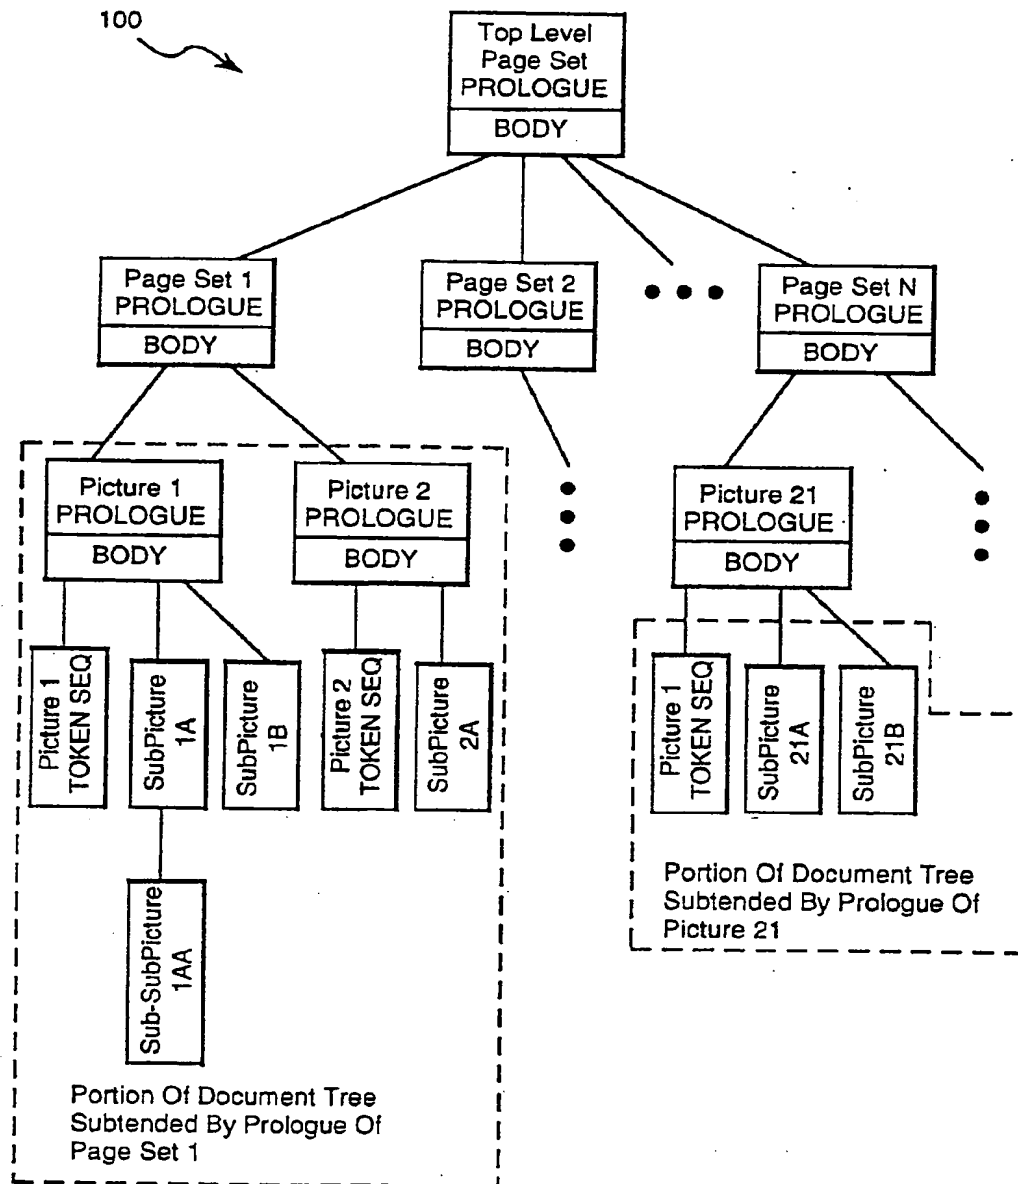 100
Top Level
Page Set
PROLOGUE
BODY
Page Set 1
PROLOGUE
BODY
Page Set 2
PROLOGUE
BODY
Page Set N
PROLOGUE
BODY
Picture 1
PROLOGUE
BODY
Picture 2
PROLOGUE
BODY
Picture 21
PROLOGUE
BODY
Picture 1
TOKEN SEQ
SubPicture
1A
SubPicture
1B
Picture 2
TOKEN SEQ
SubPicture
2A
Picture 1
TOKEN SEQ
SubPicture
21A
SubPicture
21B
Sub-SubPicture
1AA
Portion Of Document Tree
Subtended By Prologue Of
Picture 21
Portion Of Document Tree
Subtended By Prologue Of
Page Set 1